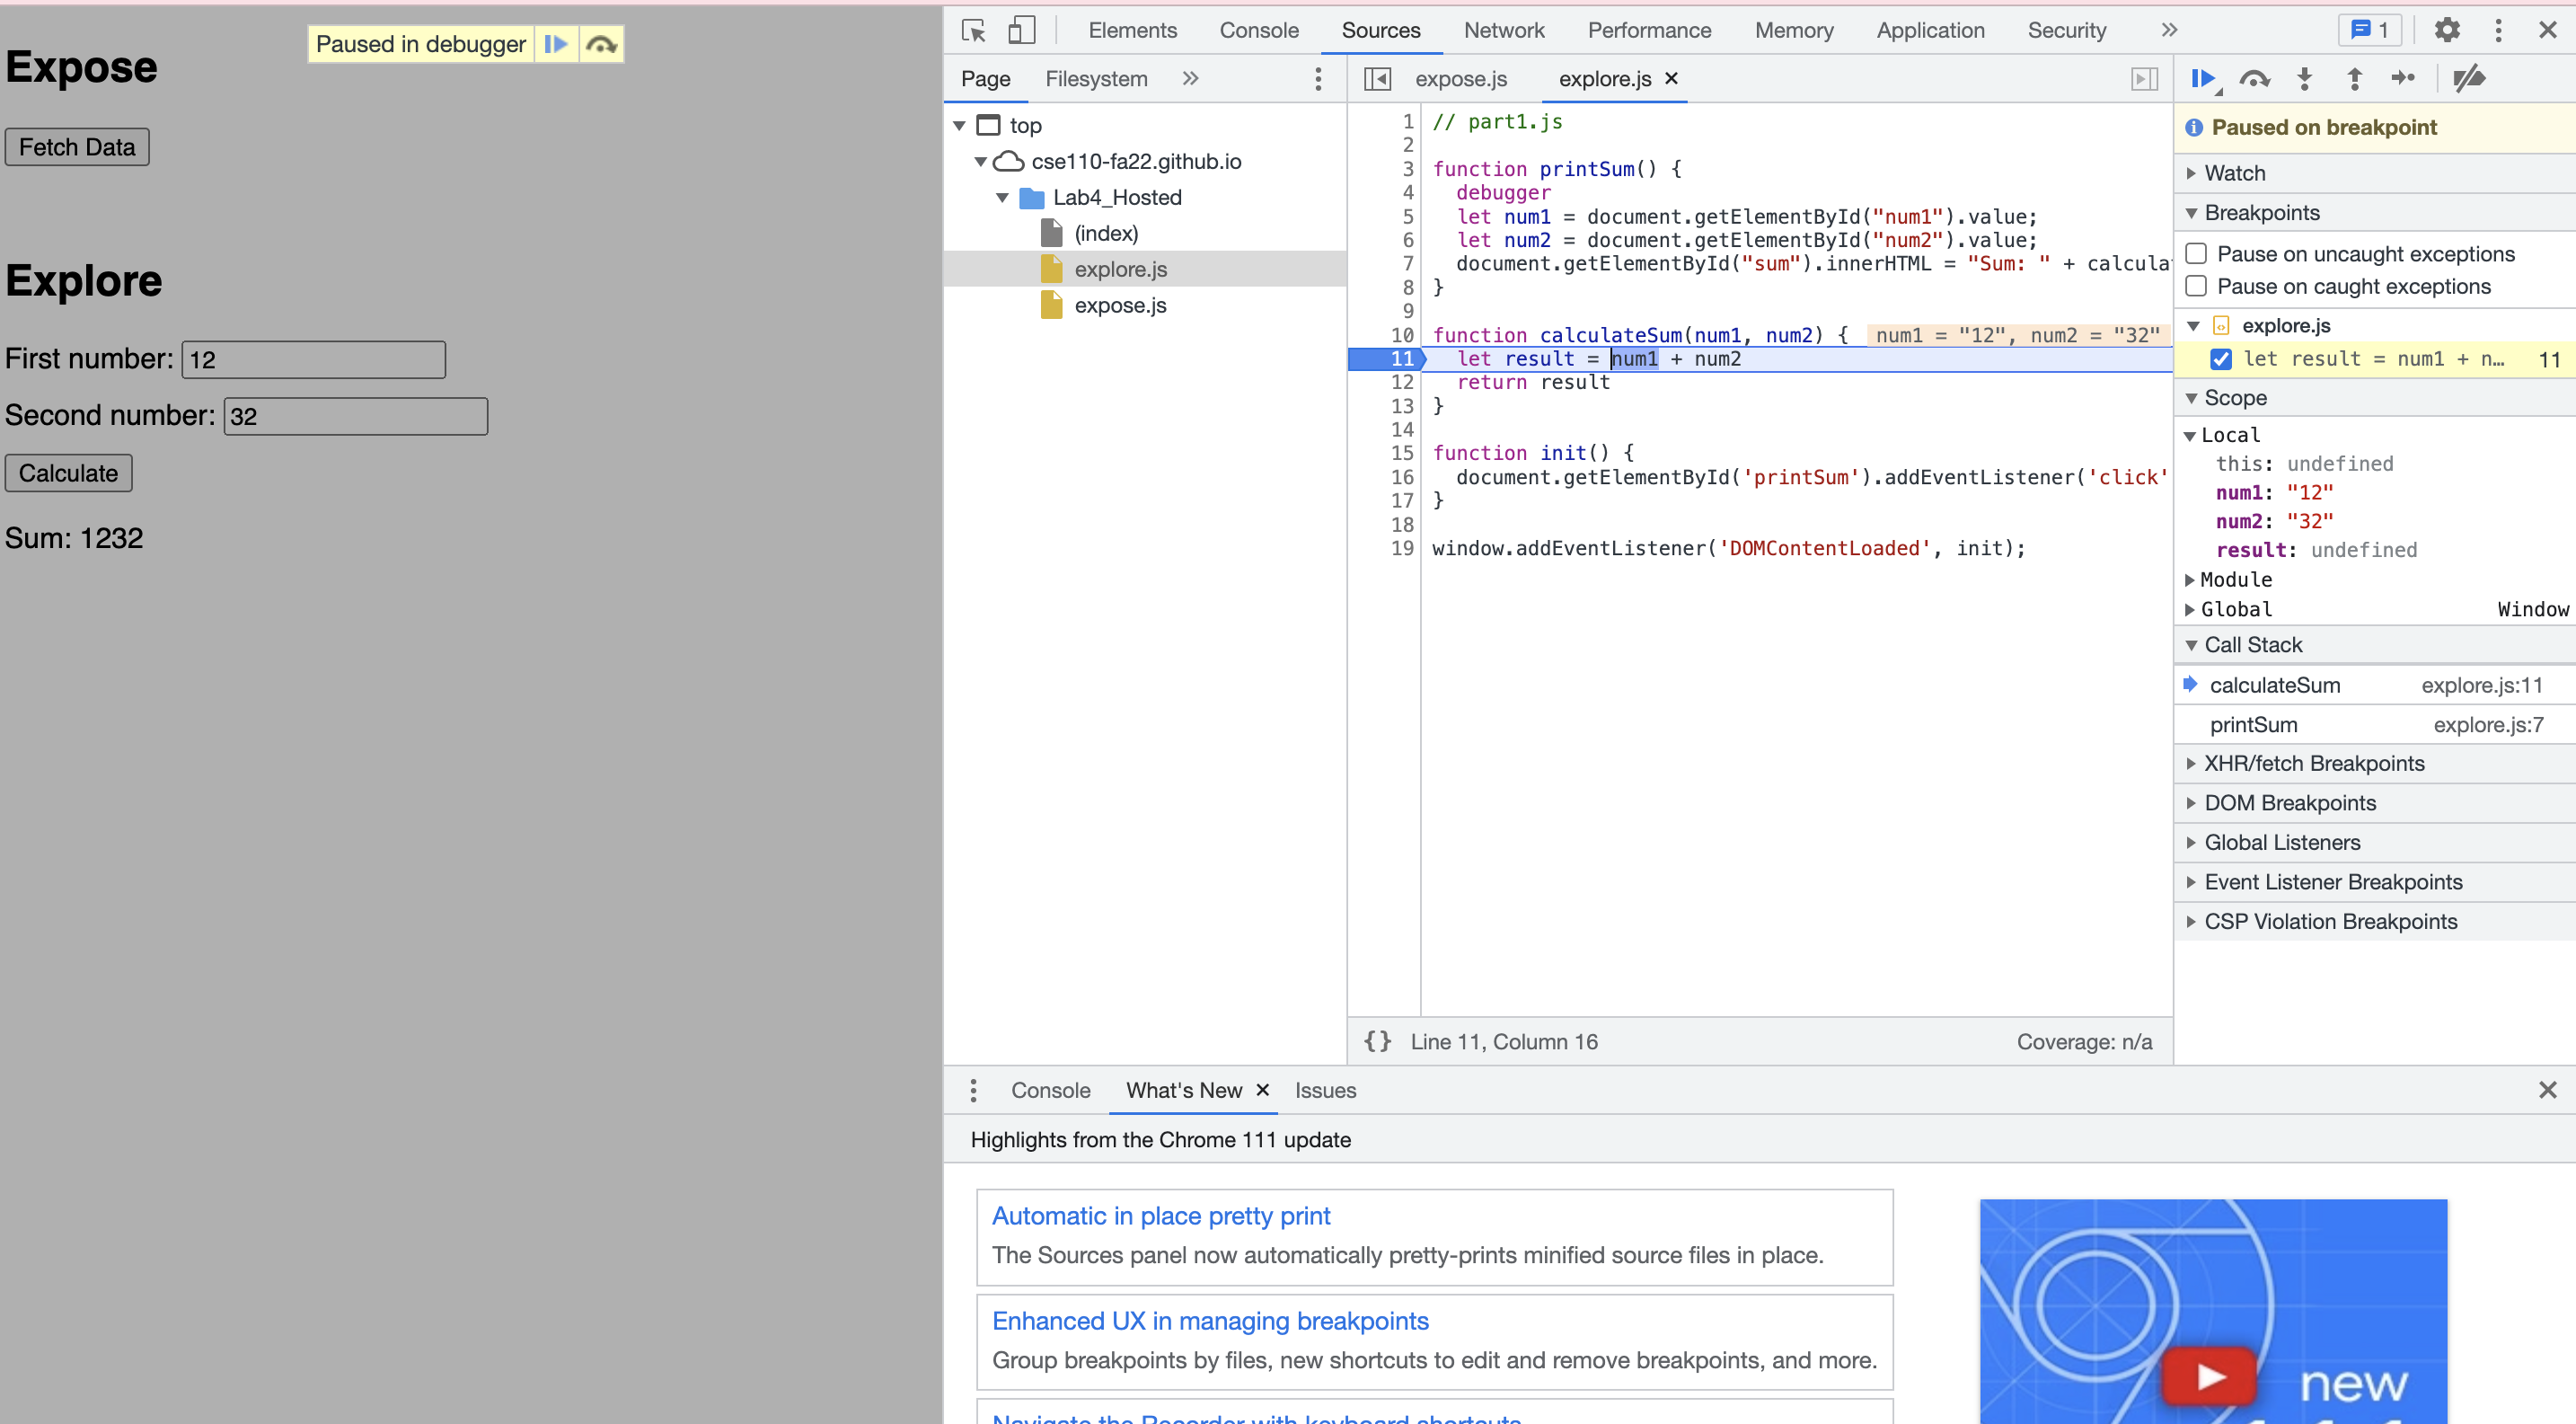 Paused in debugger
Expose
Fetch Data
Explore
First number: 12
Second number: 32
Calculate
Sum: 1232
Elements Console Sources Network Performance Memory Application Security » 1
Page Filesystem »
top
cse110-fa22.github.io
Lab4_Hosted
(index)
explore.js
expose.js
expose.js explore.js ×
1 // part1.js
2
3 function printSum() {
4 debugger
5 let num1 = document.getElementById("num1").value;
6 let num2 = document.getElementById("num2").value;
7 document.getElementById("sum").innerHTML = "Sum: " + calcula
8 }
9
10 function calculateSum(num1, num2) { num1 = "12", num2 = "32"
11 let result = num1 + num2
12 return result
13 }
14
15 function init() {
16 document.getElementById('printSum').addEventListener('click'
17 }
18
19 window.addEventListener('DOMContentLoaded', init);
{} Line 11, Column 16 Coverage: n/a
Paused on breakpoint
Watch
Breakpoints
Pause on uncaught exceptions
Pause on caught exceptions
explore.js
let result = num1 + n… 11
Scope
Local
this: undefined
num1: "12"
num2: "32"
result: undefined
Module
Global Window
Call Stack
calculateSum explore.js:11
printSum explore.js:7
XHR/fetch Breakpoints
DOM Breakpoints
Global Listeners
Event Listener Breakpoints
CSP Violation Breakpoints
Console What's New × Issues
Highlights from the Chrome 111 update
Automatic in place pretty print
The Sources panel now automatically pretty-prints minified source files in place.
Enhanced UX in managing breakpoints
Group breakpoints by files, new shortcuts to edit and remove breakpoints, and more.
Navigate the Recorder with keyboard shortcuts
new